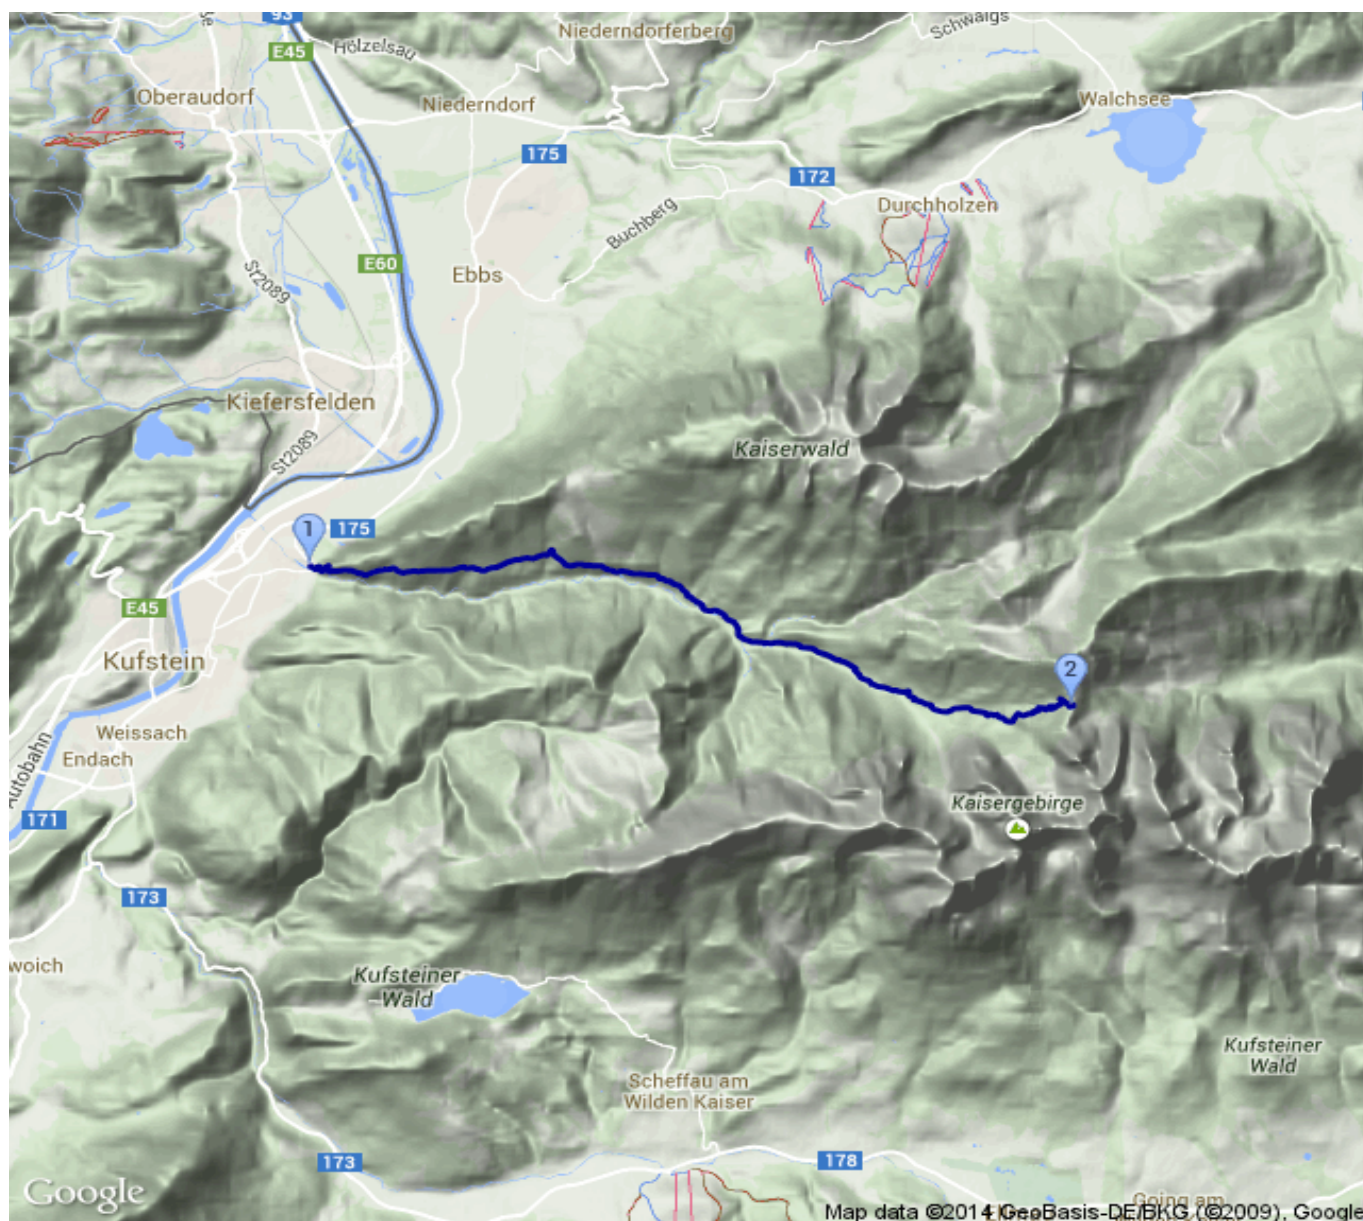 93
Schwaigs
E45
Hölzelsau
Niederndorferberg
Oberaudorf
Niederndorf
Walchsee
175
172
Durchholzen
Buchberg
E60
St2089
Ebbs
Kiefersfelden
St2089
Kaiserwald
1
175
E45
Kufstein
2
Weissach
Endach
Autobahn
171
Kaisergebirge
173
woich
Kufsteiner
Wald
Kufsteiner
Wald
Scheffau am
Wilden Kaiser
173
178
Going am
Google
Map data ©2014 GeoBasis-DE/BKG (©2009), Google